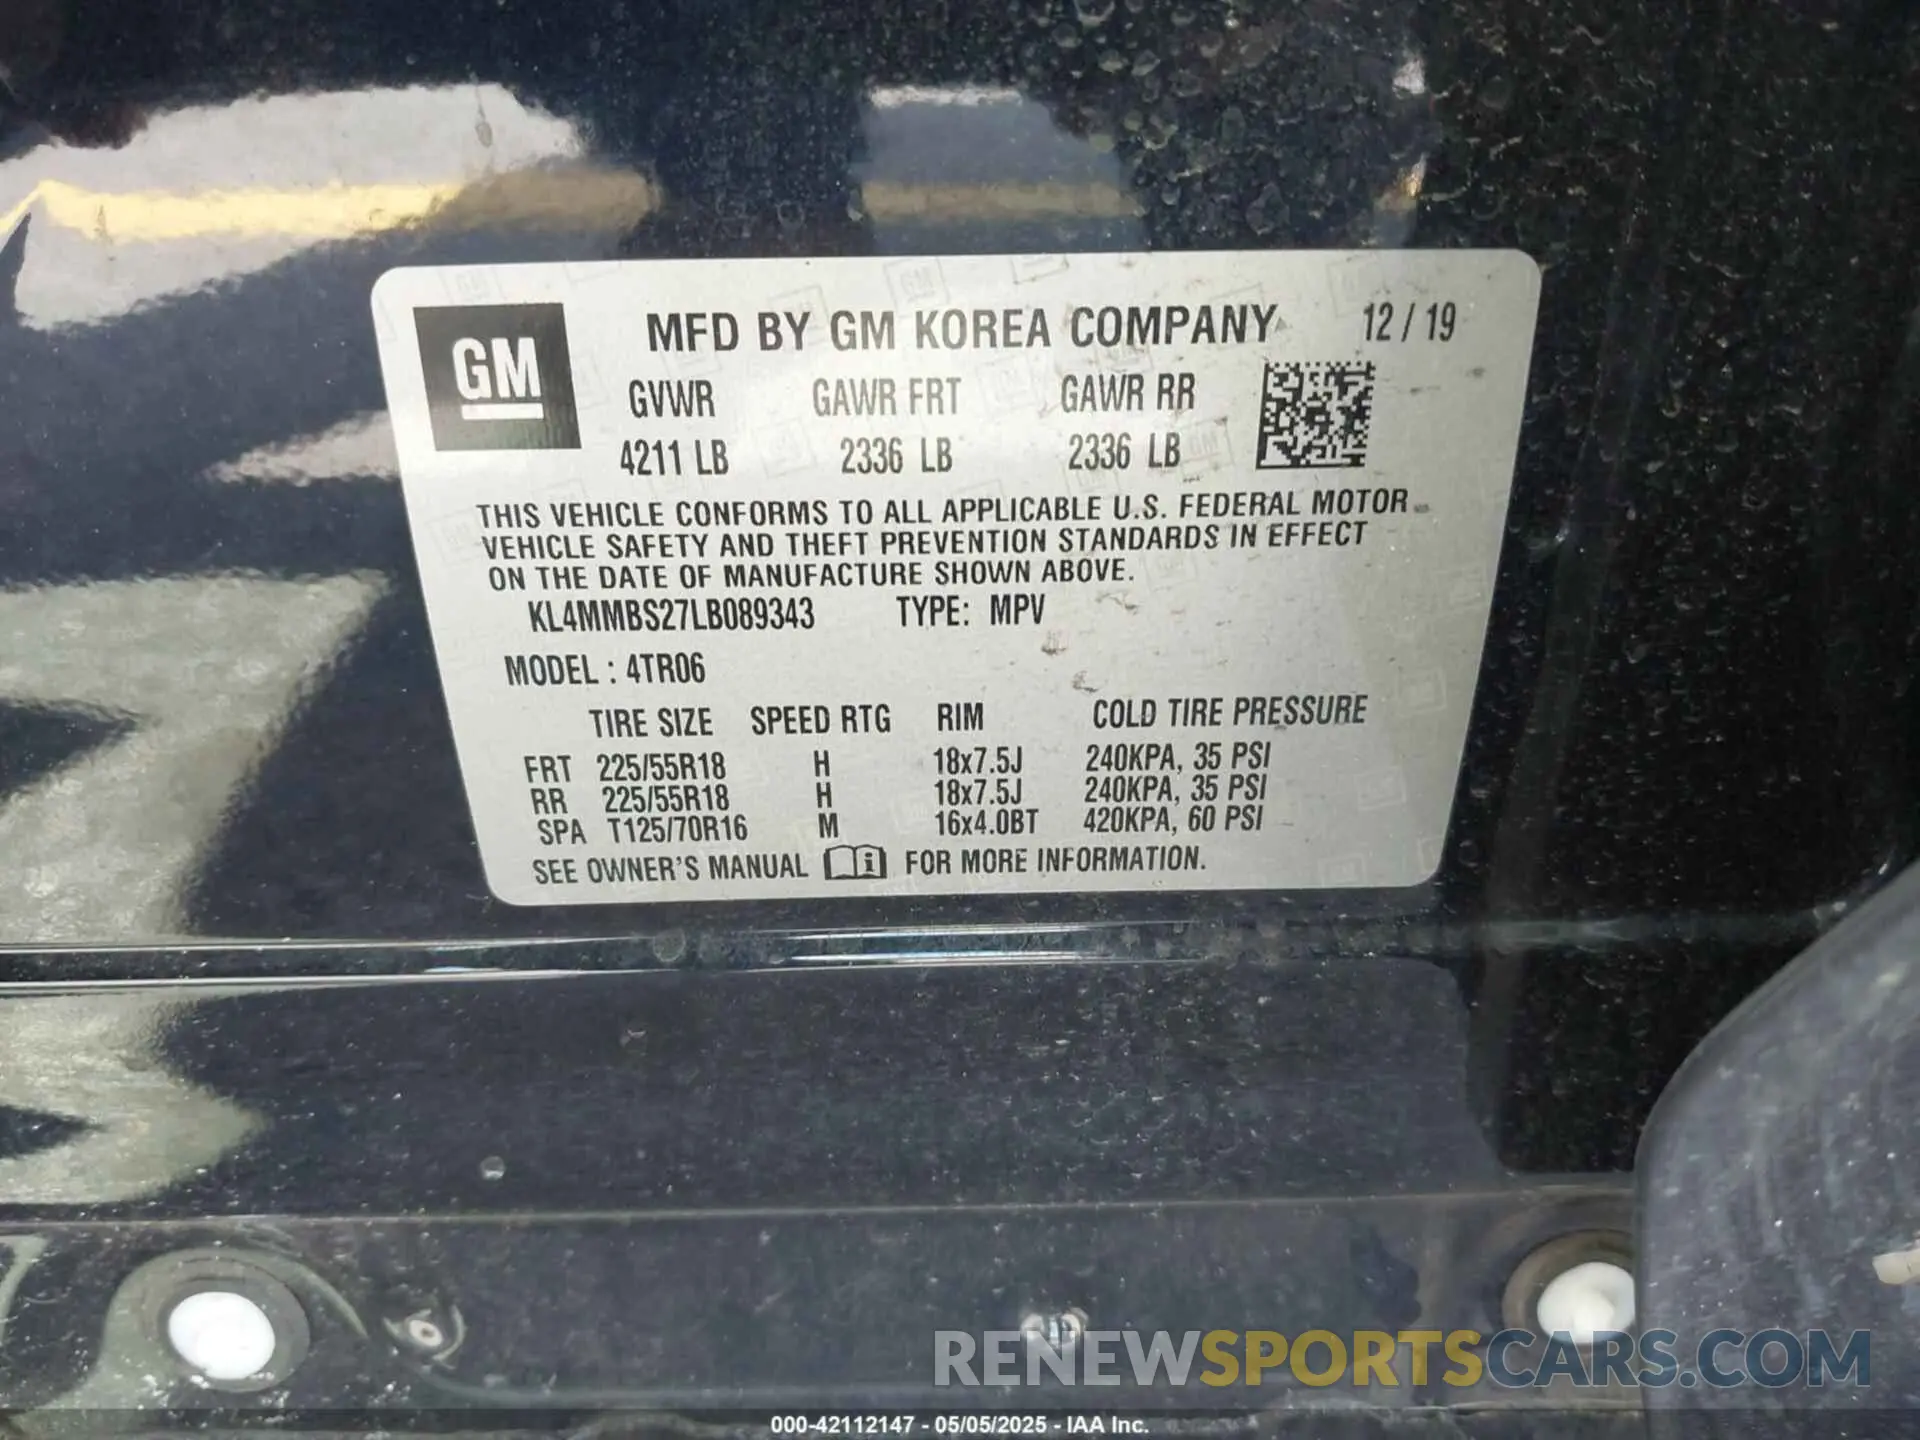 GM
MFD BY GM KOREA COMPANY 12 / 19
GVWR GAWR FRT GAWR RR
4211 LB 2336 LB 2336 LB
THIS VEHICLE CONFORMS TO ALL APPLICABLE U.S. FEDERAL MOTOR
VEHICLE SAFETY AND THEFT PREVENTION STANDARDS IN EFFECT
ON THE DATE OF MANUFACTURE SHOWN ABOVE.
KL4MMBS27LB089343 TYPE: MPV
MODEL : 4TR06
TIRE SIZE SPEED RTG RIM COLD TIRE PRESSURE
FRT 225/55R18 H 18x7.5J 240KPA, 35 PSI
RR 225/55R18 H 18x7.5J 240KPA, 35 PSI
SPA T125/70R16 M 16x4.0BT 420KPA, 60 PSI
SEE OWNER'S MANUAL FOR MORE INFORMATION.
RENEWSPORTSCARS.COM
000-42112147 - 05/05/2025 - IAA Inc.